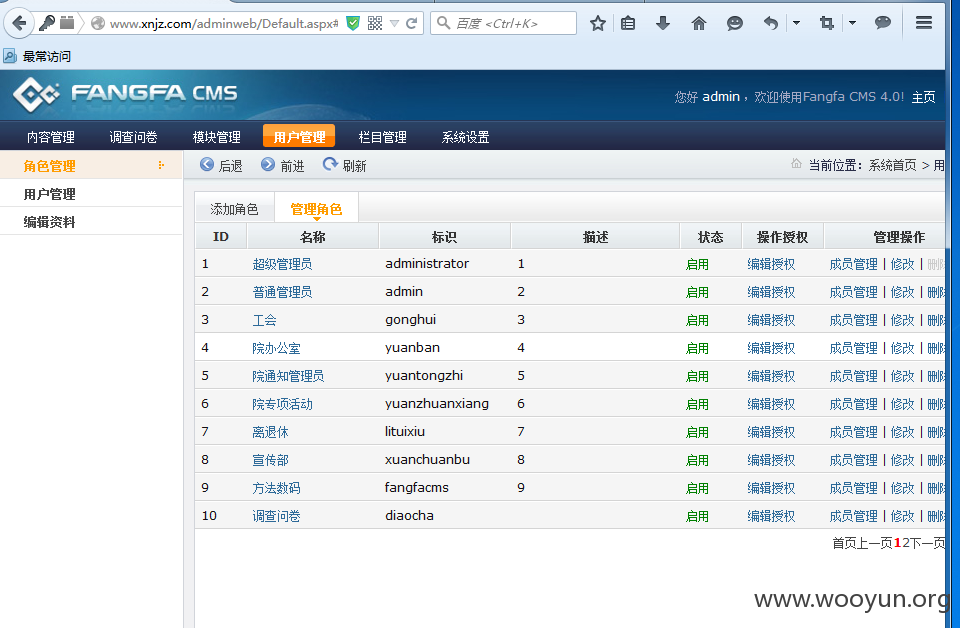 www.xnjz.com/adminweb/Default.aspx#
百度 <Ctrl+K>
最常访问
FANGFA CMS
您好 admin，欢迎使用Fangfa CMS 4.0! 主页
内容管理 调查问卷 模块管理 用户管理 栏目管理 系统设置
角色管理
用户管理
编辑资料
后退 前进 刷新
当前位置: 系统首页 > 用
添加角色 管理角色
ID 名称 标识 描述 状态 操作授权 管理操作
1 超级管理员 administrator 1 启用 编辑授权 成员管理 | 修改 | 删除
2 普通管理员 admin 2 启用 编辑授权 成员管理 | 修改 | 删除
3 工会 gonghui 3 启用 编辑授权 成员管理 | 修改 | 删除
4 院办公室 yuanban 4 启用 编辑授权 成员管理 | 修改 | 删除
5 院通知管理员 yuantongzhi 5 启用 编辑授权 成员管理 | 修改 | 删除
6 院专项活动 yuanzhuanxiang 6 启用 编辑授权 成员管理 | 修改 | 删除
7 离退休 lituixiu 7 启用 编辑授权 成员管理 | 修改 | 删除
8 宣传部 xuanchuanbu 8 启用 编辑授权 成员管理 | 修改 | 删除
9 方法数码 fangfacms 9 启用 编辑授权 成员管理 | 修改 | 删除
10 调查问卷 diaocha 启用 编辑授权 成员管理 | 修改 | 删除
首页上一页12下一页
www.wooyun.org